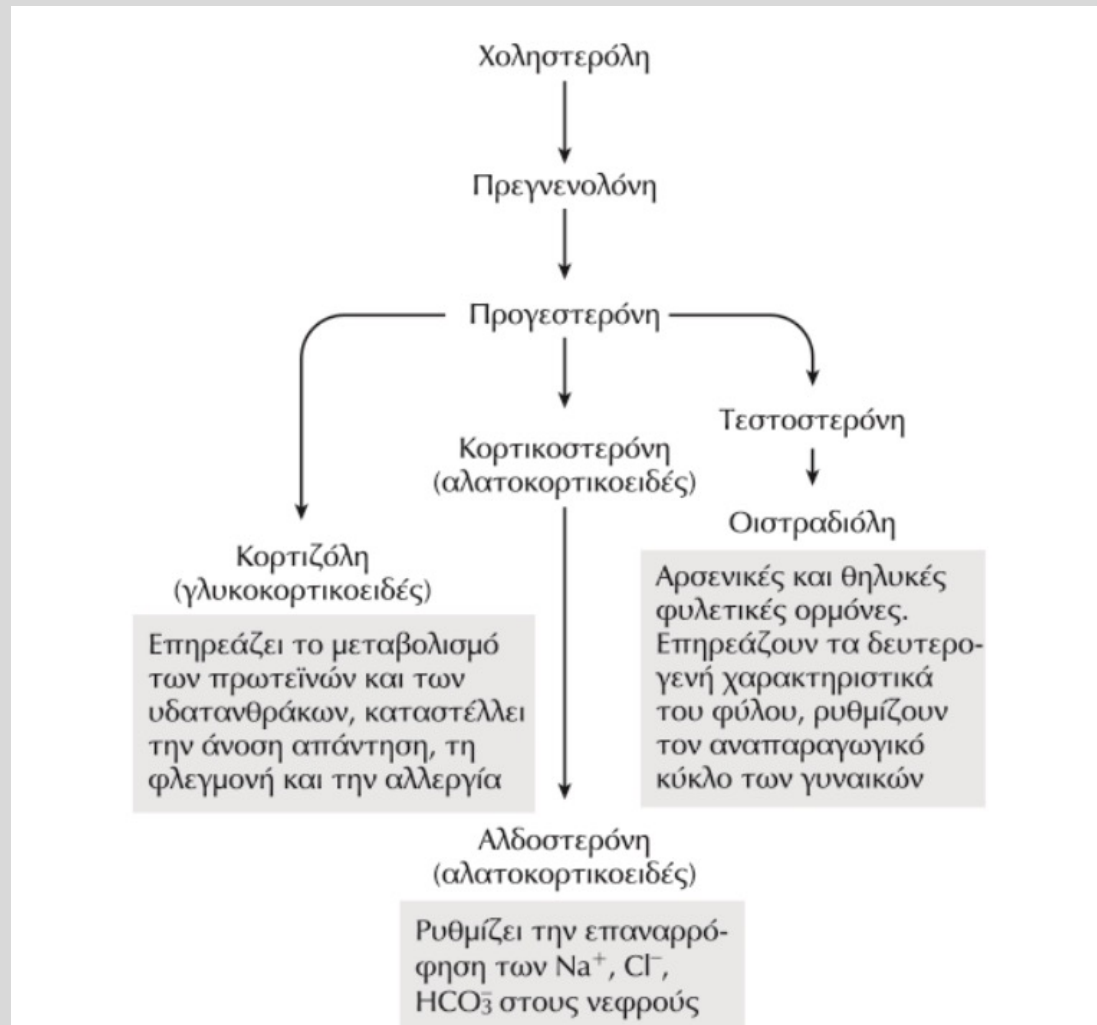 Χοληστερόλη
Πρεγνενολόνη
Προγεστερόνη
Κορτιζόλη
(γλυκοκορτικοειδές)
Επηρεάζει το μεταβολισμό
των πρωτεϊνών και των
υδατανθράκων, καταστέλλει
την άνοση απάντηση, τη
φλεγμονή και την αλλεργία
Κορτικοστερόνη
(αλατοκορτικοειδές)
Αλδοστερόνη
(αλατοκορτικοειδές)
Ρυθμίζει την επαναρρό-
φηση των Na⁺, Cl⁻,
HCO₃⁻ στους νεφρούς
Τεστοστερόνη
Οιστραδιόλη
Αρσενικές και θηλυκές
φυλετικές ορμόνες.
Επηρεάζουν τα δευτερο-
γενή χαρακτηριστικά
του φύλου, ρυθμίζουν
τον αναπαραγωγικό
κύκλο των γυναικών